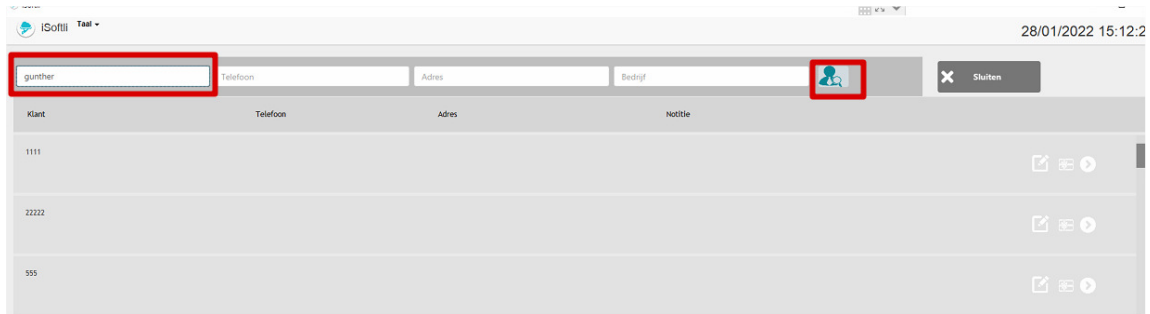 iSoftli Taal
28/01/2022 15:12:2
gunther Telefoon Adres Bedrijf Sluiten
Klant Telefoon Adres Notitie
1111
22222
555